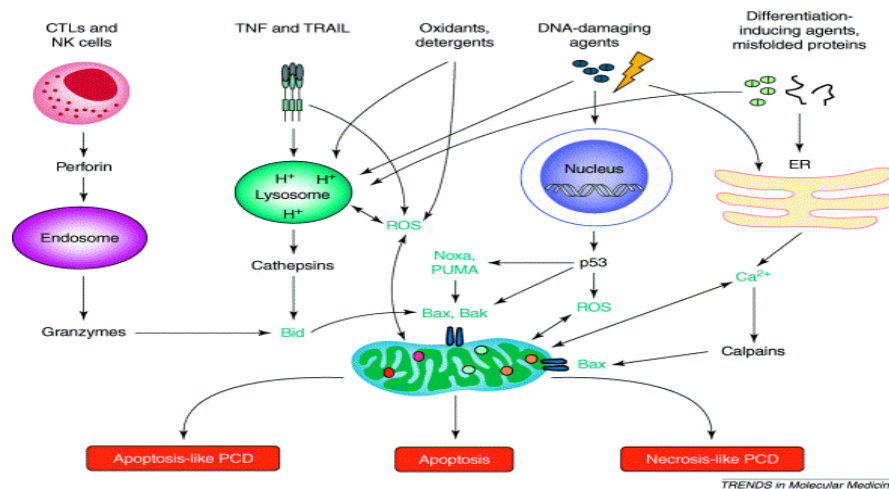 CTLs and
NK cells
TNF and TRAIL
Oxidants,
detergents
DNA-damaging
agents
Differentiation-
inducing agents,
misfolded proteins
Perforin
H+ H+
Lysosome
H+
Nucleus
ER
Endosome
ROS
Cathepsins
Noxa,
PUMA
p53
Ca2+
Granzymes
Bid
Bax, Bak
ROS
Bax
Calpains
Apoptosis-like PCD
Apoptosis
Necrosis-like PCD
TRENDS in Molecular Medicin